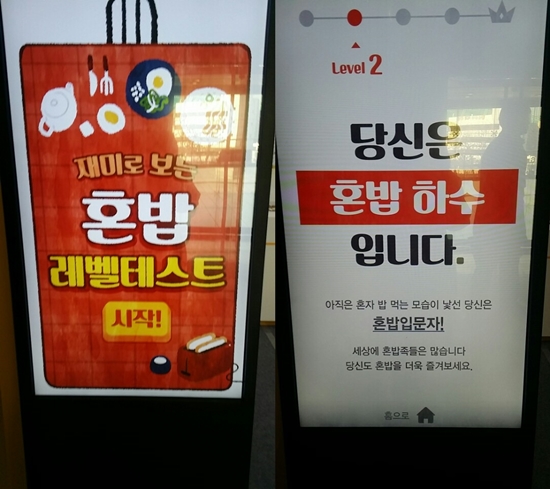 재미로 보는
혼밥
레벨테스트
시작!
Level 2
당신은
혼밥 하수
입니다.
아직은 혼자 밥 먹는 모습이 낯선 당신은
혼밥입문자!
세상에 혼밥족들은 많습니다
당신도 혼밥을 더욱 즐겨보세요.
홈으로